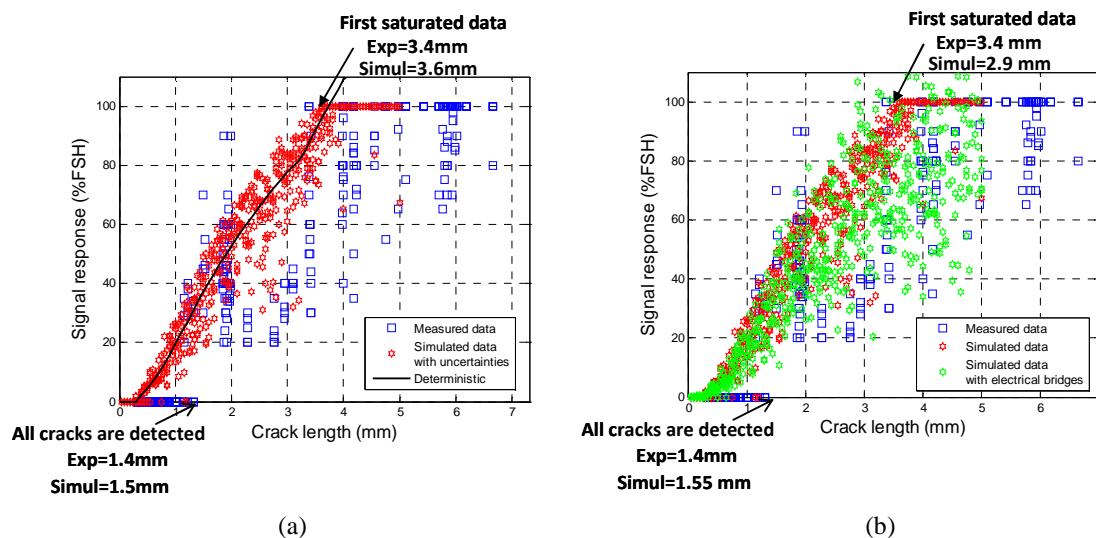 First saturated data
Exp=3.4mm
Simul=3.6mm
100
80
60
40
20
0
Signal response (%FSH)
Measured data
Simulated data
with uncertainties
Deterministic
0 1 2 3 4 5 6 7
Crack length (mm)
All cracks are detected
Exp=1.4mm
Simul=1.5mm
(a)
First saturated data
Exp=3.4 mm
Simul=2.9 mm
100
80
60
40
20
0
Signal response (%FSH)
Measured data
Simulated data
Simulated data
with electrical bridges
0 1 2 3 4 5 6
Crack length (mm)
All cracks are detected
Exp=1.4mm
Simul=1.55 mm
(b)